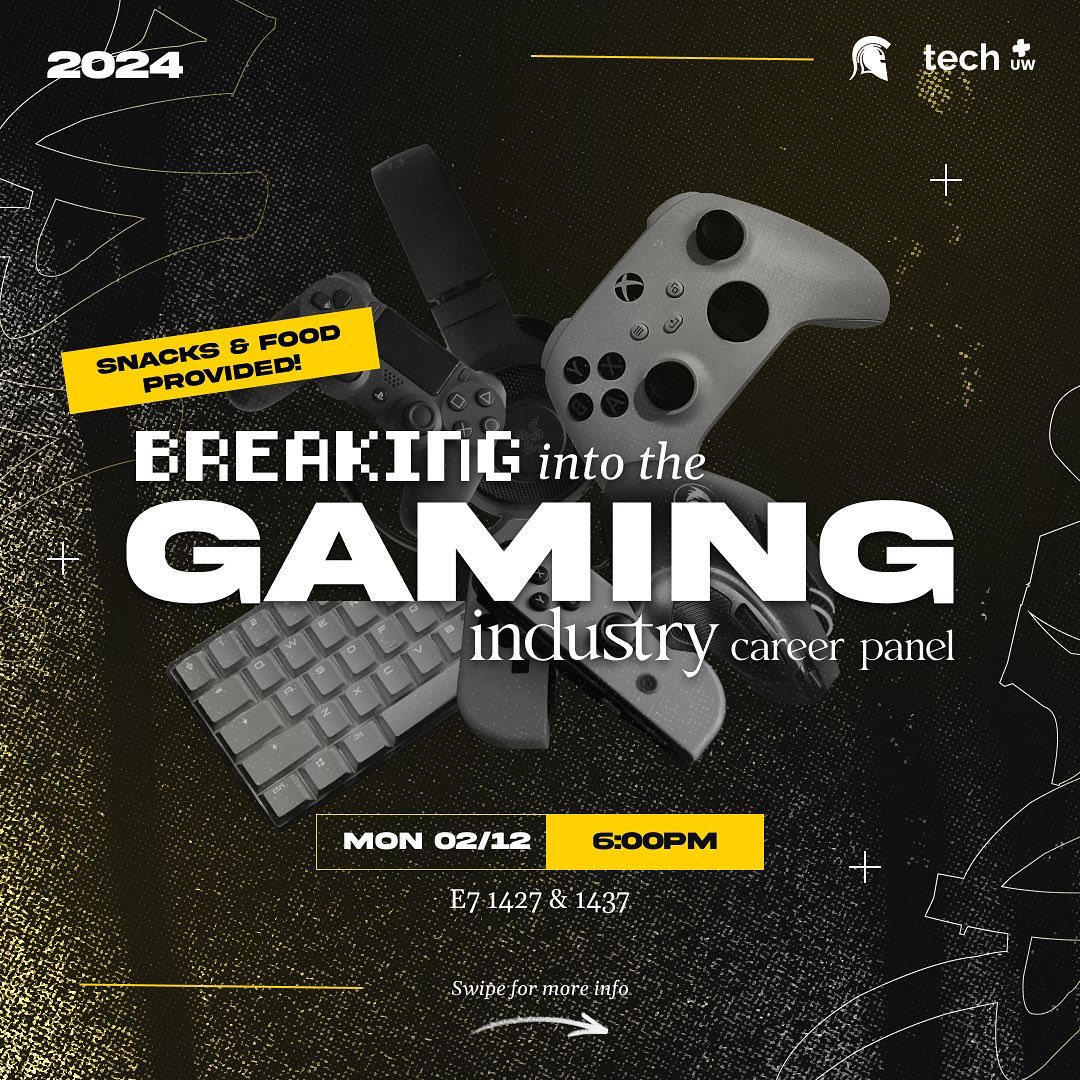 2024
tech+
UW
SNACKS & FOOD
PROVIDED!
BREAKING into the
GAMING
industry career panel
MON 02/12 6:00PM
E7 1427 & 1437
Swipe for more info